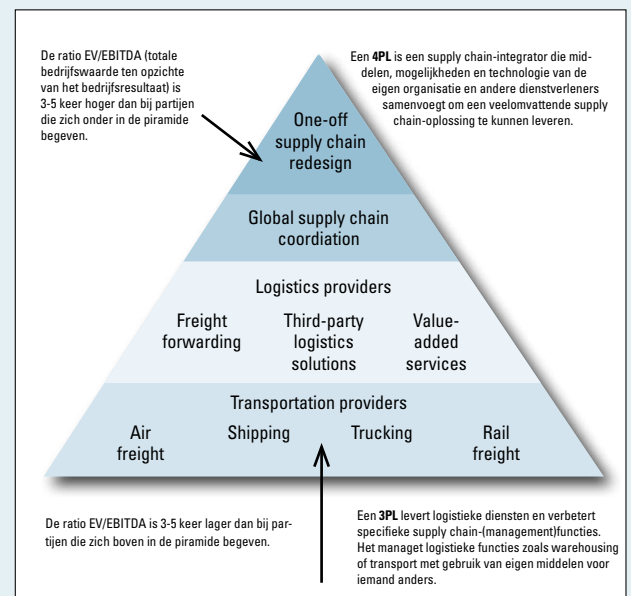 De ratio EV/EBITDA (totale
bedrijfswaarde ten opzichte
van het bedrijfsresultaat) is
3-5 keer hoger dan bij partijen
die zich onder in de piramide
begeven.
Een 4PL is een supply chain-integrator die mid-
delen, mogelijkheden en technologie van de
eigen organisatie en andere dienstverleners
samenvoegt om een veelomvattende supply
chain-oplossing te kunnen leveren.
One-off
supply chain
redesign
Global supply chain
coordiation
Logistics providers
Freight
forwarding
Third-party
logistics
solutions
Value-
added
services
Transportation providers
Air
freight
Shipping
Trucking
Rail
freight
De ratio EV/EBITDA is 3-5 keer lager dan bij par-
tijen die zich boven in de piramide begeven.
Een 3PL levert logistieke diensten en verbetert
specifieke supply chain-(management)functies.
Het managet logistieke functies zoals warehousing
of transport met gebruik van eigen middelen voor
iemand anders.